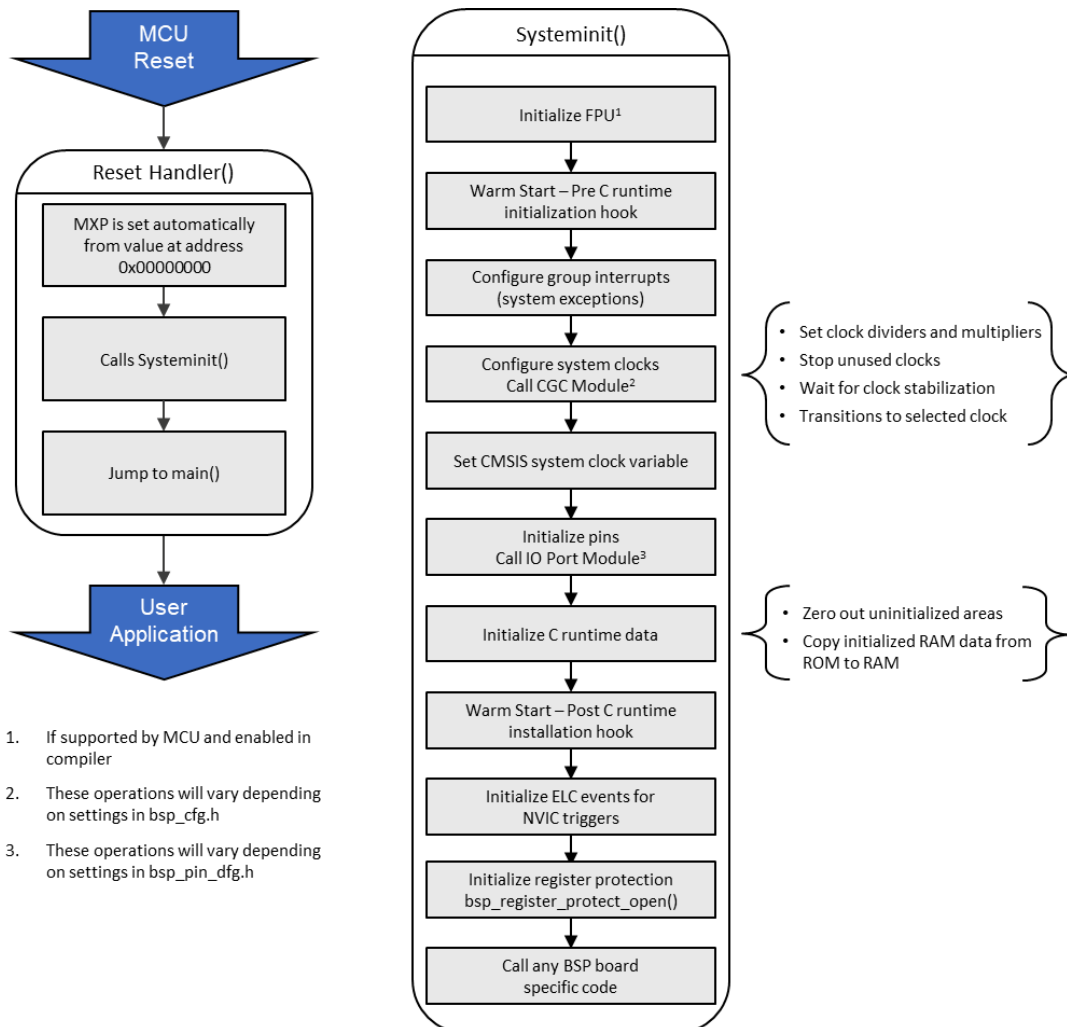 MCU
Reset
Reset Handler()
MXP is set automatically
from value at address
0x00000000
Calls Systeminit()
Jump to main()
User
Application
1. If supported by MCU and enabled in
compiler
2. These operations will vary depending
on settings in bsp_cfg.h
3. These operations will vary depending
on settings in bsp_pin_dfg.h
Systeminit()
Initialize FPU¹
Warm Start – Pre C runtime
initialization hook
Configure group interrupts
(system exceptions)
Configure system clocks
Call CGC Module²
Set CMSIS system clock variable
Initialize pins
Call IO Port Module³
Initialize C runtime data
Warm Start – Post C runtime
installation hook
Initialize ELC events for
NVIC triggers
Initialize register protection
bsp_register_protect_open()
Call any BSP board
specific code
• Set clock dividers and multipliers
• Stop unused clocks
• Wait for clock stabilization
• Transitions to selected clock
• Zero out uninitialized areas
• Copy initialized RAM data from
ROM to RAM